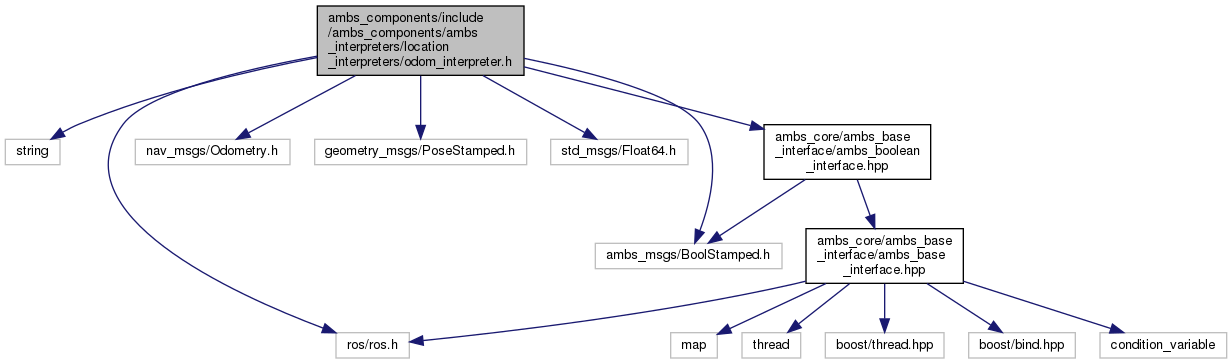 ambs_components/include
/ambs_components/ambs
_interpreters/location
_interpreters/odom_interpreter.h
string
nav_msgs/Odometry.h
geometry_msgs/PoseStamped.h
std_msgs/Float64.h
ambs_core/ambs_base
_interface/ambs_boolean
_interface.hpp
ambs_msgs/BoolStamped.h
ambs_core/ambs_base
_interface/ambs_base
_interface.hpp
ros/ros.h
map
thread
boost/thread.hpp
boost/bind.hpp
condition_variable